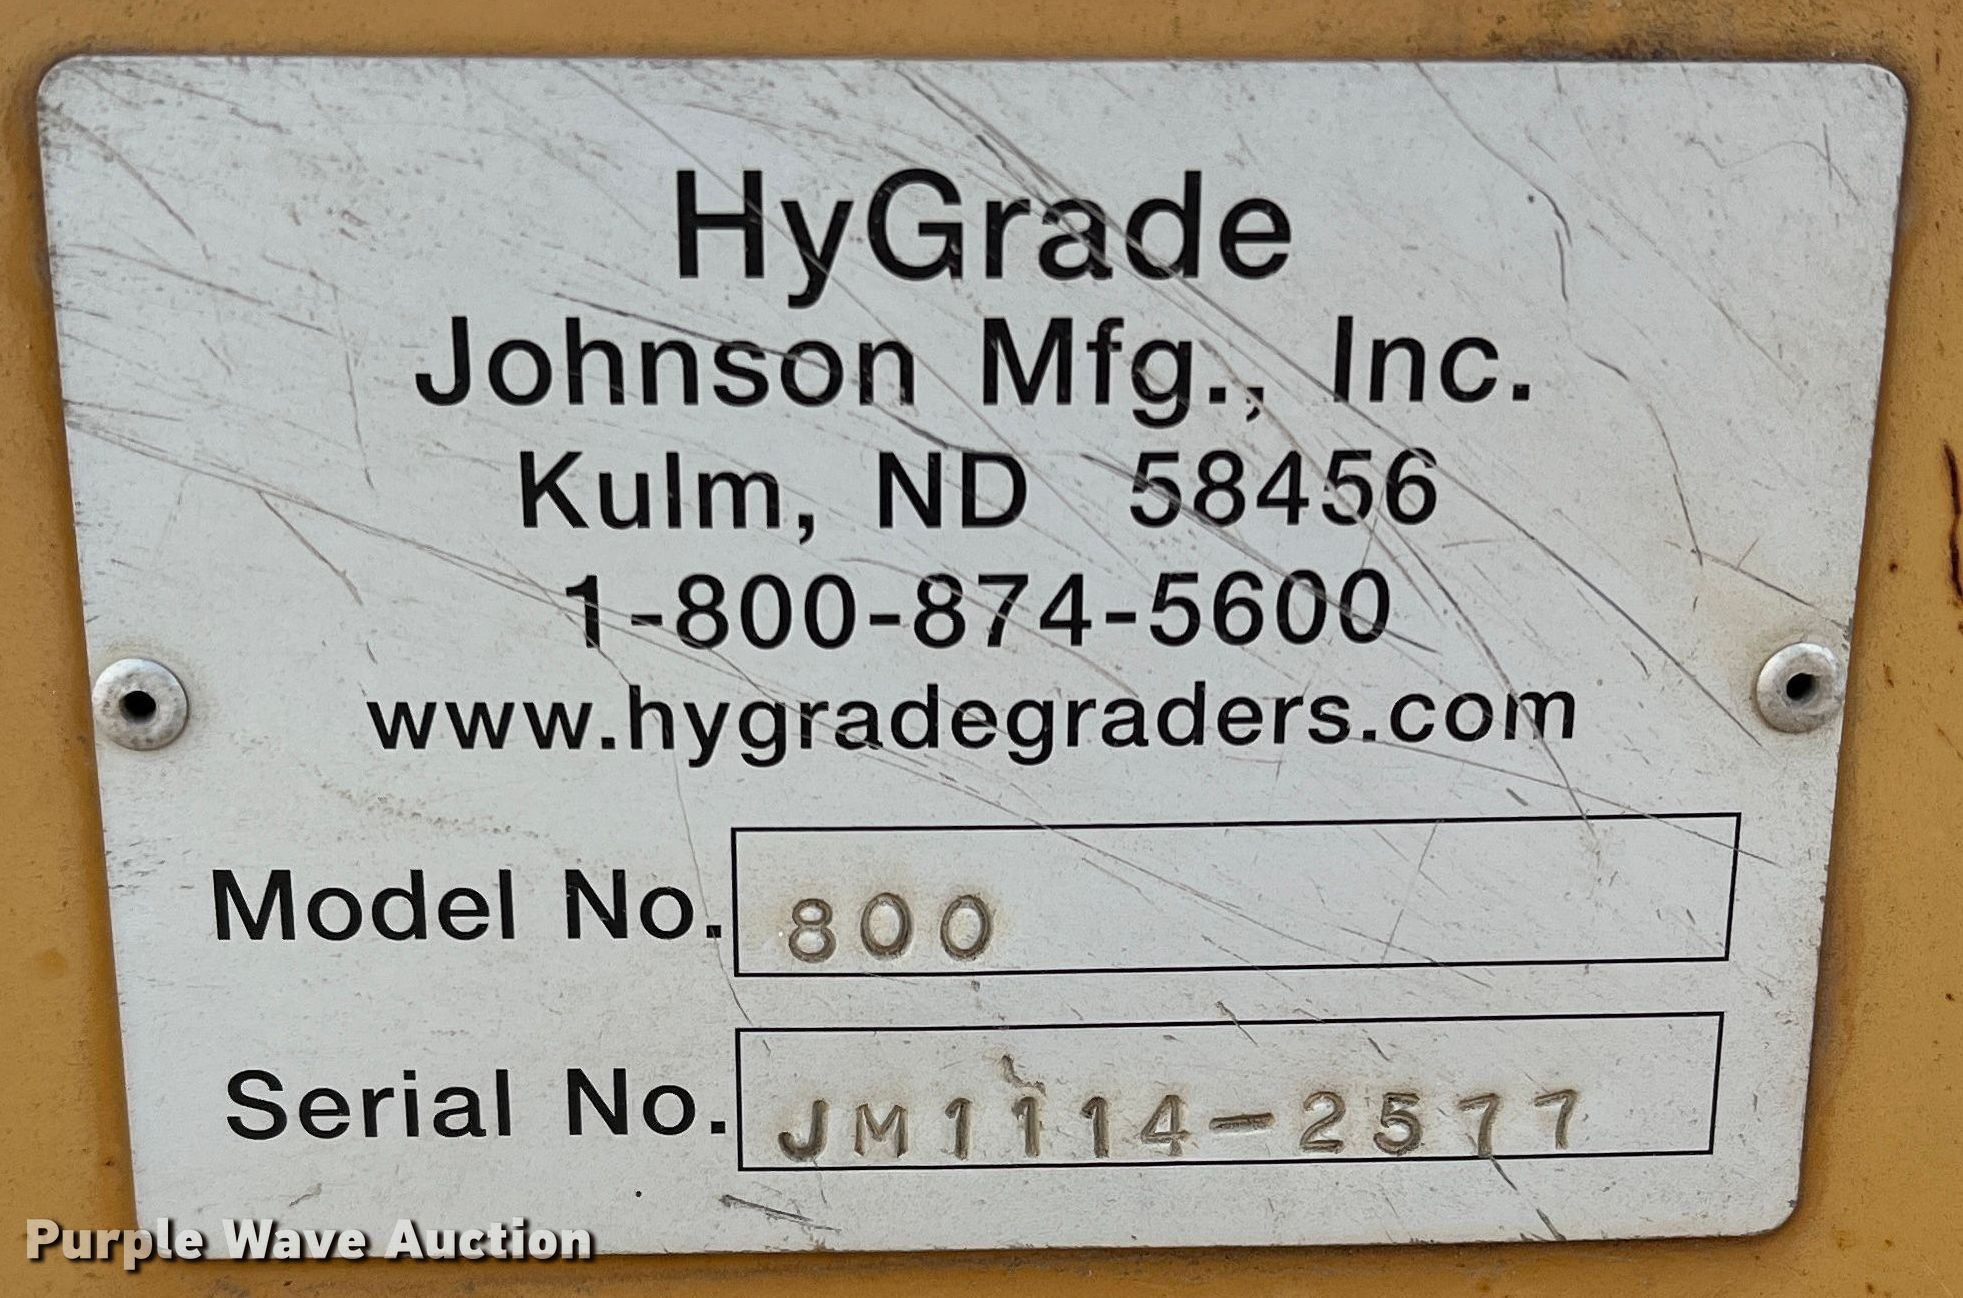 HyGrade
Johnson Mfg., Inc.
Kulm, ND 58456
1-800-874-5600
www.hygradegraders.com
Model No. 800
Serial No. JM1114-2577
Purple Wave Auction